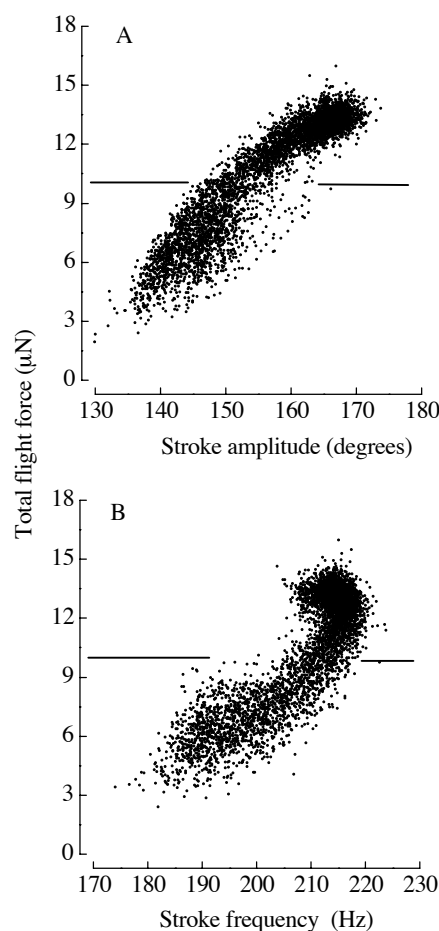 A
18
15
12
9
6
3
0
130 140 150 160 170 180
Stroke amplitude (degrees)
Total flight force (μN)
B
18
15
12
9
6
3
0
170 180 190 200 210 220 230
Stroke frequency (Hz)